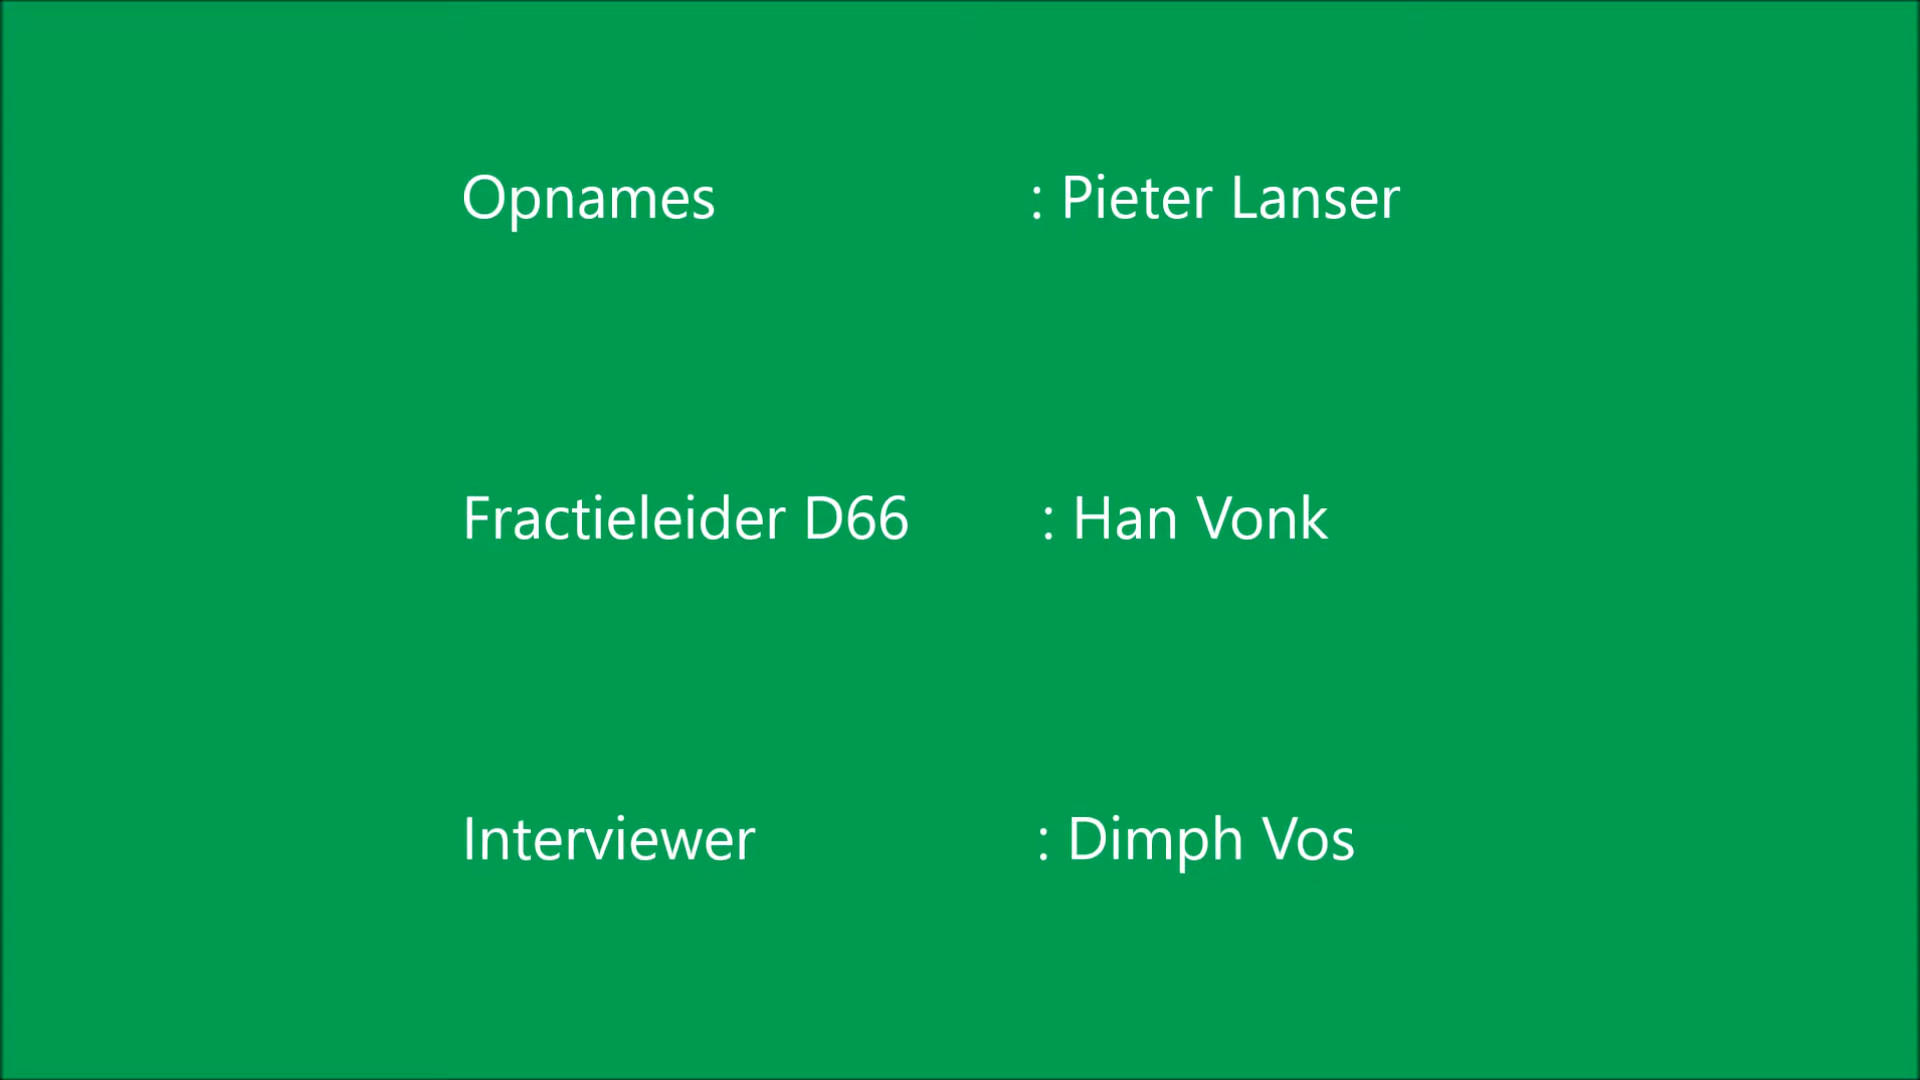 Opnames : Pieter Lanser
Fractieleider D66 : Han Vonk
Interviewer : Dimph Vos